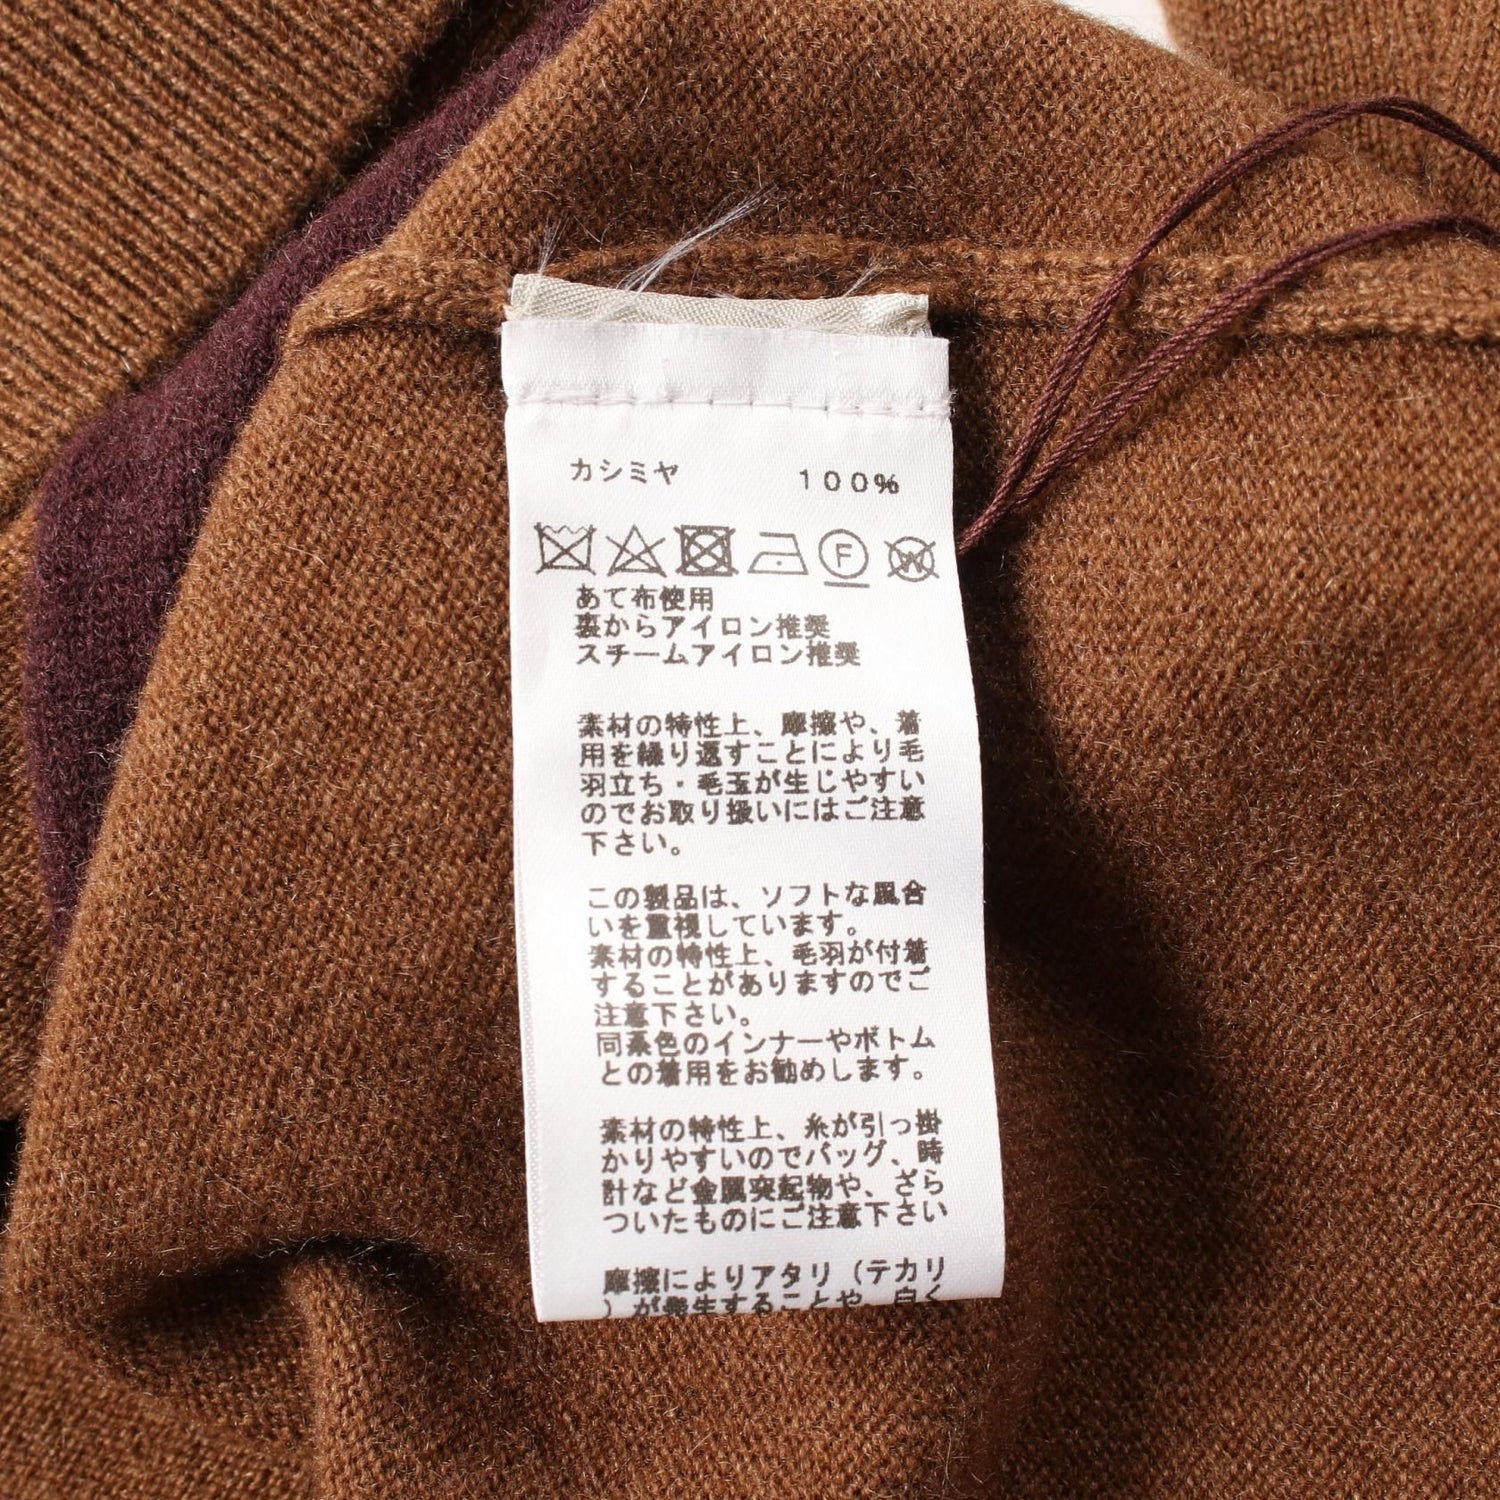 カシミヤ 100%
F W
あて布使用
裏からアイロン推奨
スチームアイロン推奨
素材の特性上、摩擦や、着
用を繰り返すことにより毛
羽立ち・毛玉が生じやすい
のでお取り扱いにはご注意
下さい。
この製品は、ソフトな風合
いを重視しています。
素材の特性上、毛羽が付着
することがありますのでご
注意下さい。
同系色のインナーやボトム
との着用をお勧めします。
素材の特性上、糸が引っ掛
かりやすいのでバッグ、時
計など金属突起物や、ざら
ついたものにご注意下さい
摩擦によりアタリ（テカリ
）が発生することや、白く